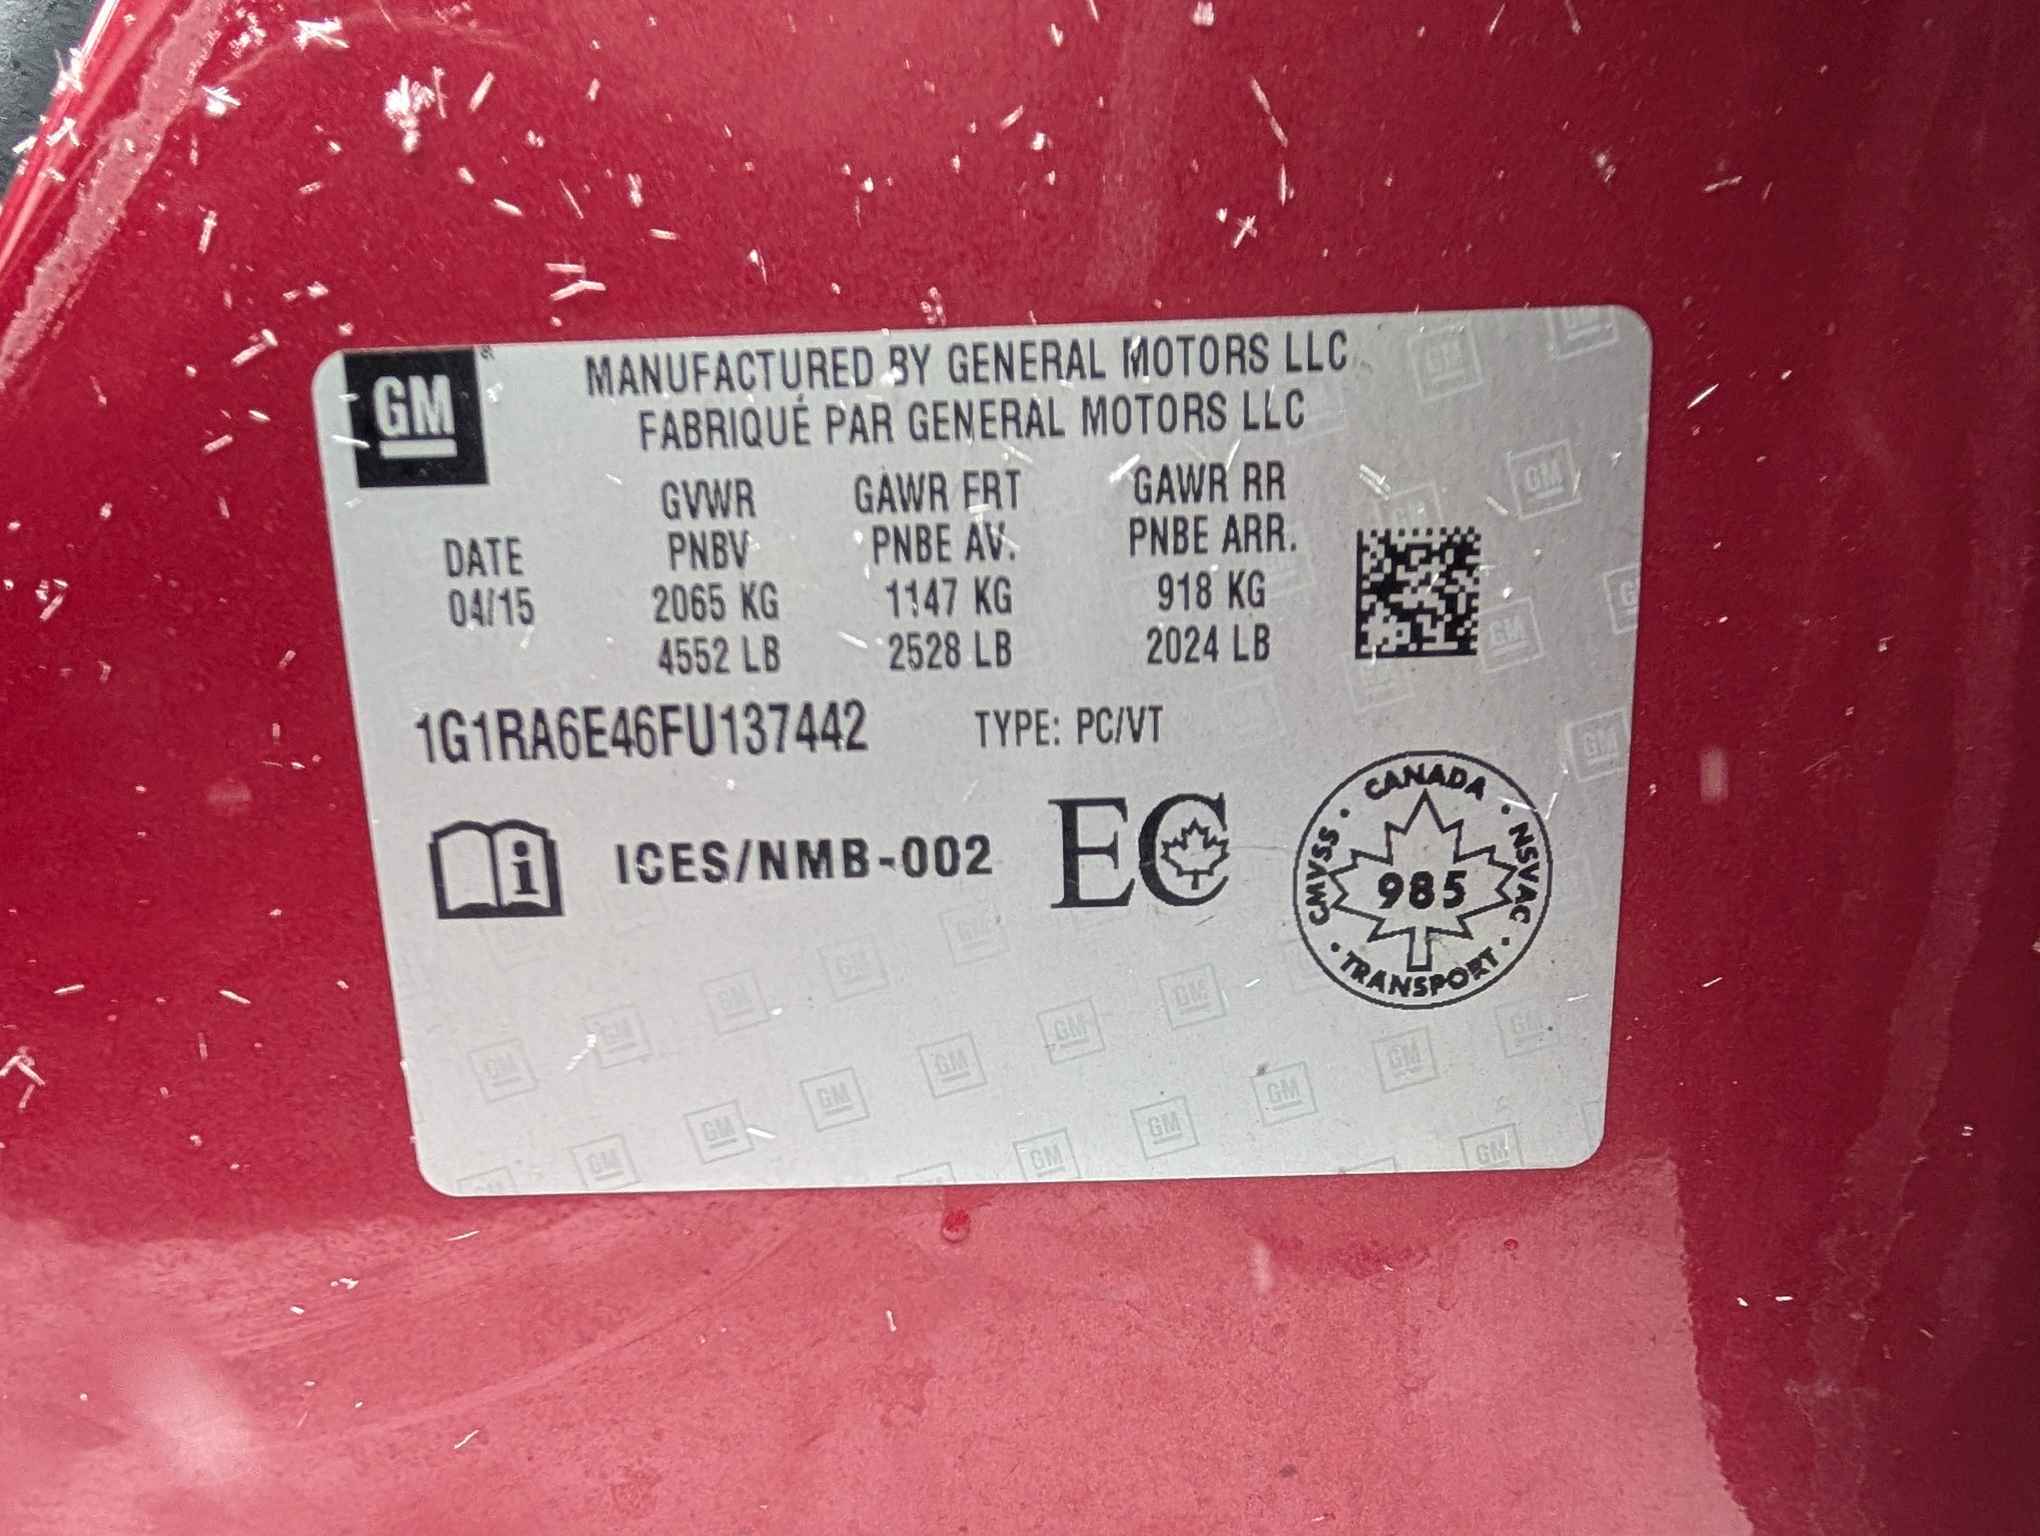 GM
MANUFACTURED BY GENERAL MOTORS LLC
FABRIQUÉ PAR GENERAL MOTORS LLC
GVWR GAWR FRT GAWR RR
DATE PNBV PNBE AV. PNBE ARR.
04/15 2065 KG 1147 KG 918 KG
4552 LB 2528 LB 2024 LB
1G1RA6E46FU137442 TYPE: PC/VT
i ICES/NMB-002 EC
CANADA
CMVSS 985 NSVAC
TRANSPORT